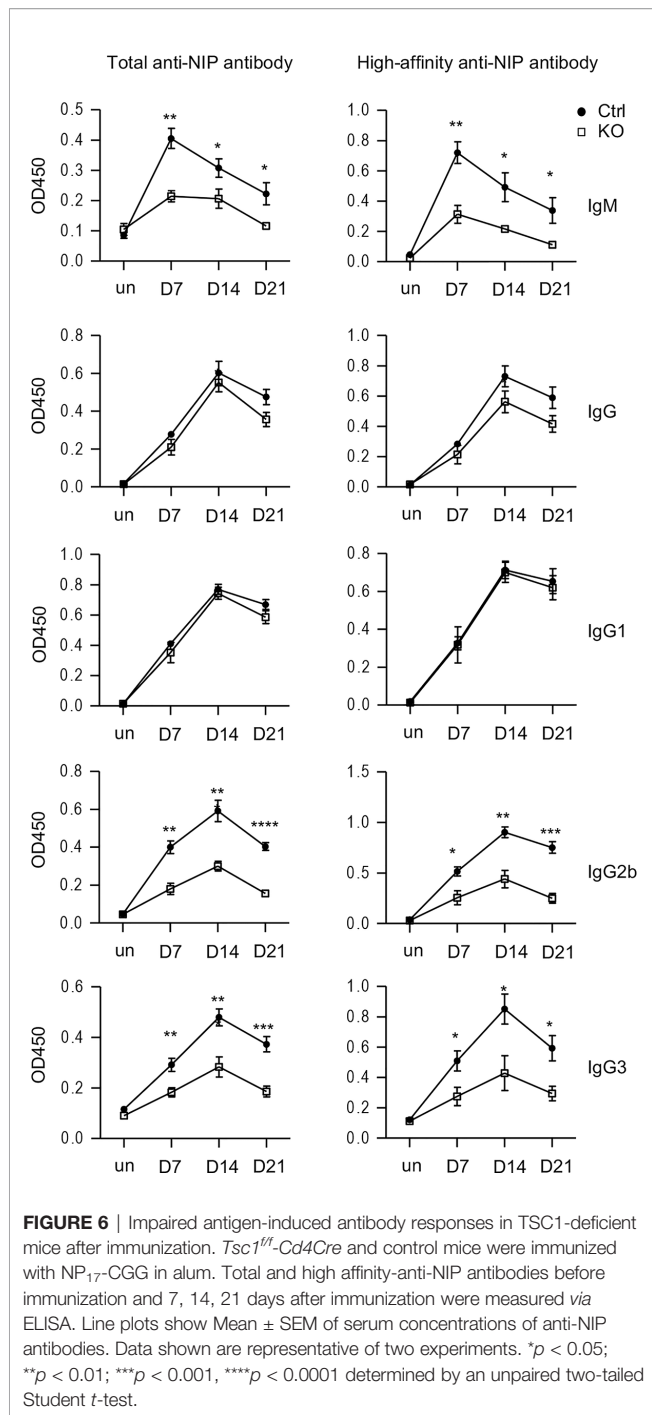 Total anti-NIP antibody
High-affinity anti-NIP antibody
OD450
0.5
0.4
0.3
0.2
0.1
0.0
**
*
*
un
D7
D14
D21
1.0
0.8
0.6
0.4
0.2
0.0
**
*
*
Ctrl
KO
IgM
un
D7
D14
D21
OD450
0.8
0.6
0.4
0.2
0.0
un
D7
D14
D21
1.0
0.8
0.6
0.4
0.2
0.0
IgG
un
D7
D14
D21
OD450
1.0
0.8
0.6
0.4
0.2
0.0
un
D7
D14
D21
0.8
0.6
0.4
0.2
0.0
IgG1
un
D7
D14
D21
OD450
0.8
0.6
0.4
0.2
0.0
**
**
****
un
D7
D14
D21
1.5
1.0
0.5
0.0
*
**
***
IgG2b
un
D7
D14
D21
OD450
0.6
0.4
0.2
0.0
**
**
***
un
D7
D14
D21
1.0
0.8
0.6
0.4
0.2
0.0
*
*
*
IgG3
un
D7
D14
D21
FIGURE 6 | Impaired antigen-induced antibody responses in TSC1-deficient
mice after immunization. Tsc1f/f-Cd4Cre and control mice were immunized
with NP17-CGG in alum. Total and high affinity-anti-NIP antibodies before
immunization and 7, 14, 21 days after immunization were measured via
ELISA. Line plots show Mean ± SEM of serum concentrations of anti-NIP
antibodies. Data shown are representative of two experiments. *p < 0.05;
**p < 0.01; ***p < 0.001, ****p < 0.0001 determined by an unpaired two-tailed
Student t-test.